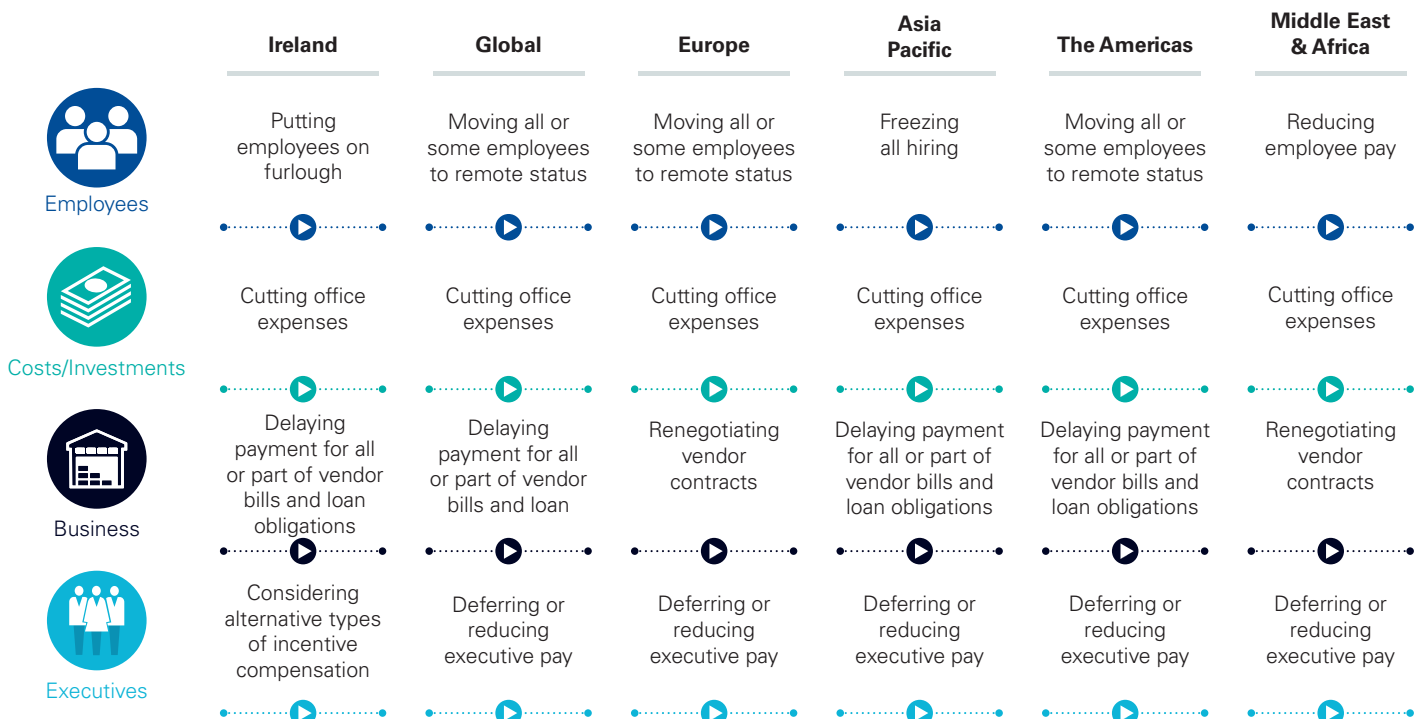 Ireland
Global
Europe
Asia
Pacific
The Americas
Middle East
& Africa
Employees
Putting
employees on
furlough
Moving all or
some employees
to remote status
Moving all or
some employees
to remote status
Freezing
all hiring
Moving all or
some employees
to remote status
Reducing
employee pay
Costs/Investments
Cutting office
expenses
Cutting office
expenses
Cutting office
expenses
Cutting office
expenses
Cutting office
expenses
Cutting office
expenses
Business
Delaying
payment for all
or part of vendor
bills and loan
obligations
Delaying
payment for all
or part of vendor
bills and loan
Renegotiating
vendor
contracts
Delaying payment
for all or part of
vendor bills and
loan obligations
Delaying payment
for all or part of
vendor bills and
loan obligations
Renegotiating
vendor
contracts
Executives
Considering
alternative types
of incentive
compensation
Deferring or
reducing
executive pay
Deferring or
reducing
executive pay
Deferring or
reducing
executive pay
Deferring or
reducing
executive pay
Deferring or
reducing
executive pay